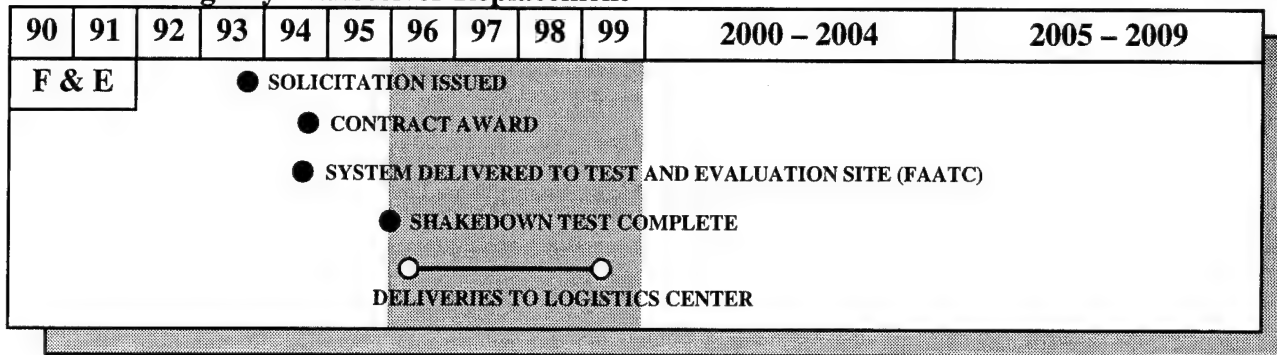 90 91 92 93 94 95 96 97 98 99 2000 – 2004 2005 – 2009
F & E
SOLICITATION ISSUED
CONTRACT AWARD
SYSTEM DELIVERED TO TEST AND EVALUATION SITE (FAATC)
SHAKEDOWN TEST COMPLETE
DELIVERIES TO LOGISTICS CENTER